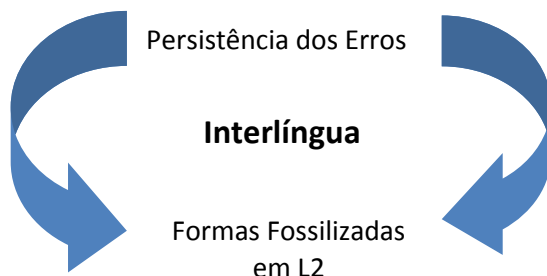 Persistência dos Erros
Interlíngua
Formas Fossilizadas
em L2